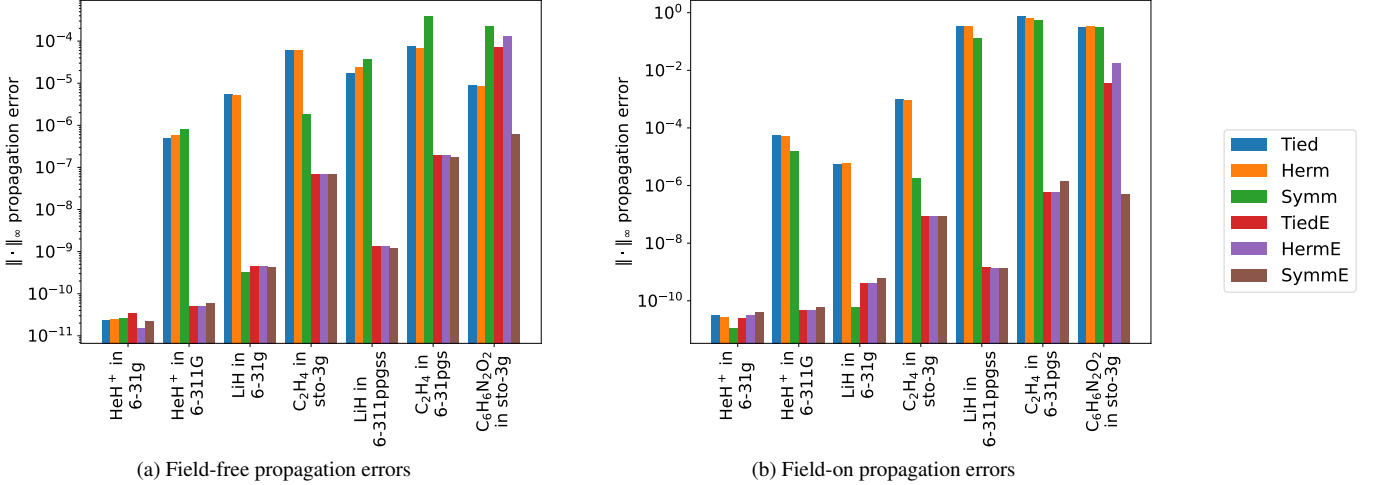 ‖ · ‖∞ propagation error
10⁻⁴
10⁻⁵
10⁻⁶
10⁻⁷
10⁻⁸
10⁻⁹
10⁻¹⁰
10⁻¹¹
HeH⁺ in
6-31g
HeH⁺ in
6-311G
LiH in
6-31g
C₂H₄ in
sto-3g
LiH in
6-311ppgss
C₂H₄ in
6-31pgs
C₆H₆N₂O₂
in sto-3g
(a) Field-free propagation errors
‖ · ‖∞ propagation error
10⁰
10⁻²
10⁻⁴
10⁻⁶
10⁻⁸
10⁻¹⁰
HeH⁺ in
6-31g
HeH⁺ in
6-311G
LiH in
6-31g
C₂H₄ in
sto-3g
LiH in
6-311ppgss
C₂H₄ in
6-31pgs
C₆H₆N₂O₂
in sto-3g
(b) Field-on propagation errors
Tied
Herm
Symm
TiedE
HermE
SymmE